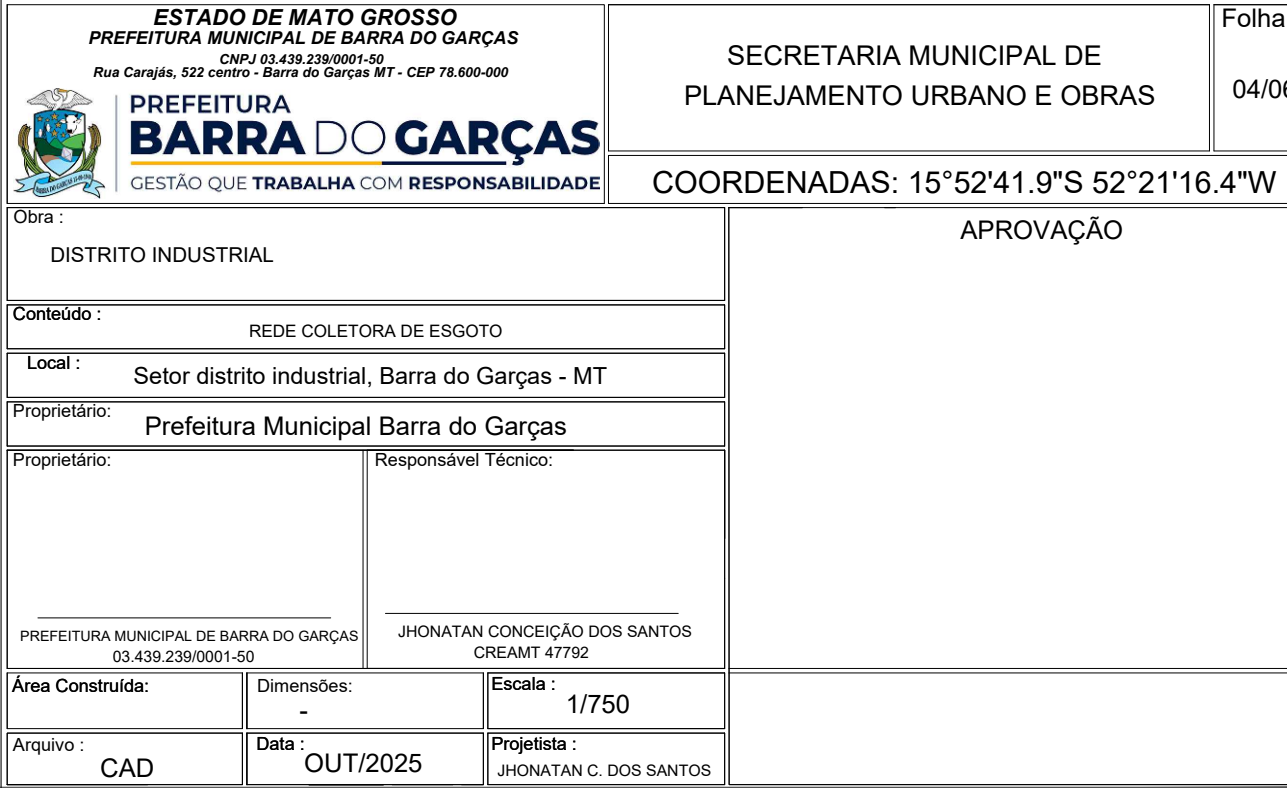 ESTADO DE MATO GROSSO
PREFEITURA MUNICIPAL DE BARRA DO GARÇAS
CNPJ 03.439.239/0001-50
Rua Carajás, 522 centro - Barra do Garças MT - CEP 78.600-000
PREFEITURA
BARRA DO GARÇAS
GESTÃO QUE TRABALHA COM RESPONSABILIDADE
SECRETARIA MUNICIPAL DE
PLANEJAMENTO URBANO E OBRAS
Folha
04/06
COORDENADAS: 15°52'41.9"S 52°21'16.4"W
Obra :
DISTRITO INDUSTRIAL
APROVAÇÃO
Conteúdo :
REDE COLETORA DE ESGOTO
Local :
Setor distrito industrial, Barra do Garças - MT
Proprietário:
Prefeitura Municipal Barra do Garças
Proprietário:
PREFEITURA MUNICIPAL DE BARRA DO GARÇAS
03.439.239/0001-50
Responsável Técnico:
JHONATAN CONCEIÇÃO DOS SANTOS
CREAMT 47792
Área Construída:
Dimensões:
-
Escala :
1/750
Arquivo :
CAD
Data :
OUT/2025
Projetista :
JHONATAN C. DOS SANTOS